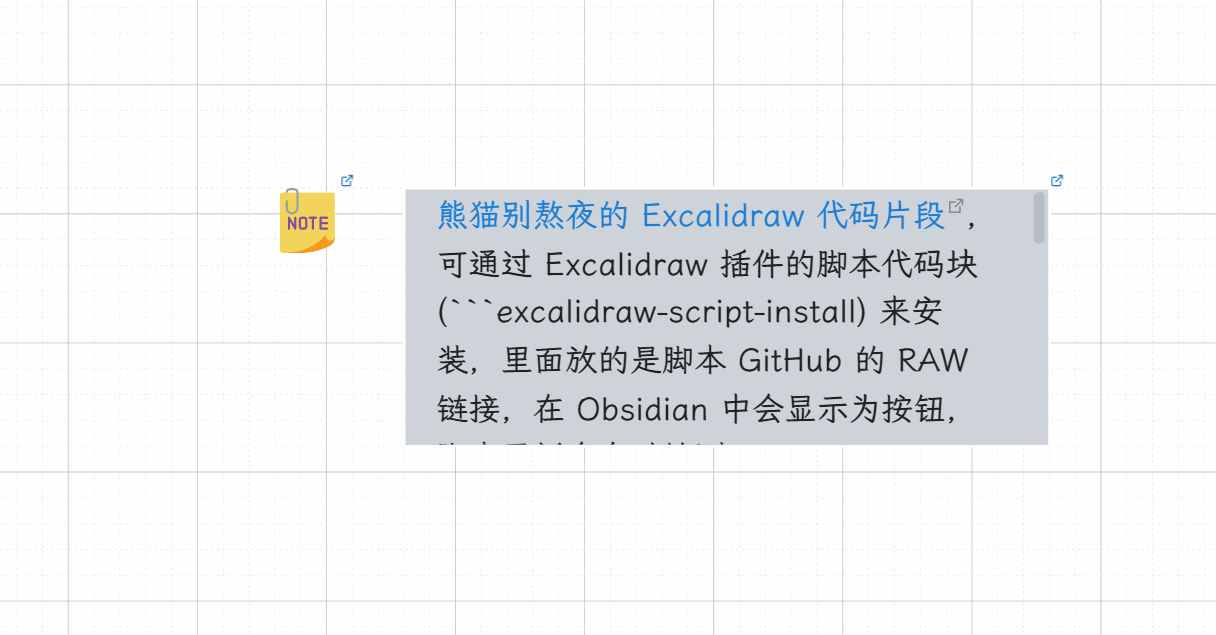 NOTE
熊猫别熬夜的 Excalidraw 代码片段，
可通过 Excalidraw 插件的脚本代码块
(```excalidraw-script-install) 来安
装，里面放的是脚本 GitHub 的 RAW
链接，在 Obsidian 中会显示为按钮，